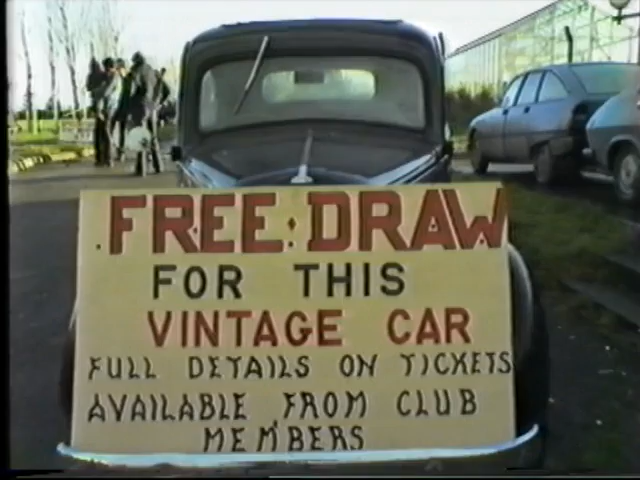 FREE DRAW
FOR THIS
VINTAGE CAR
FULL DETAILS ON TICKETS
AVAILABLE FROM CLUB
MEMBERS